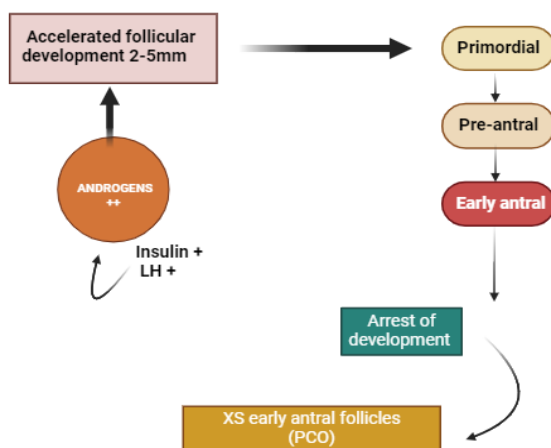 Accelerated follicular
development 2-5mm
Primordial
Pre-antral
ANDROGENS
++
Early antral
Insulin +
LH +
Arrest of
development
XS early antral follicles
(PCO)